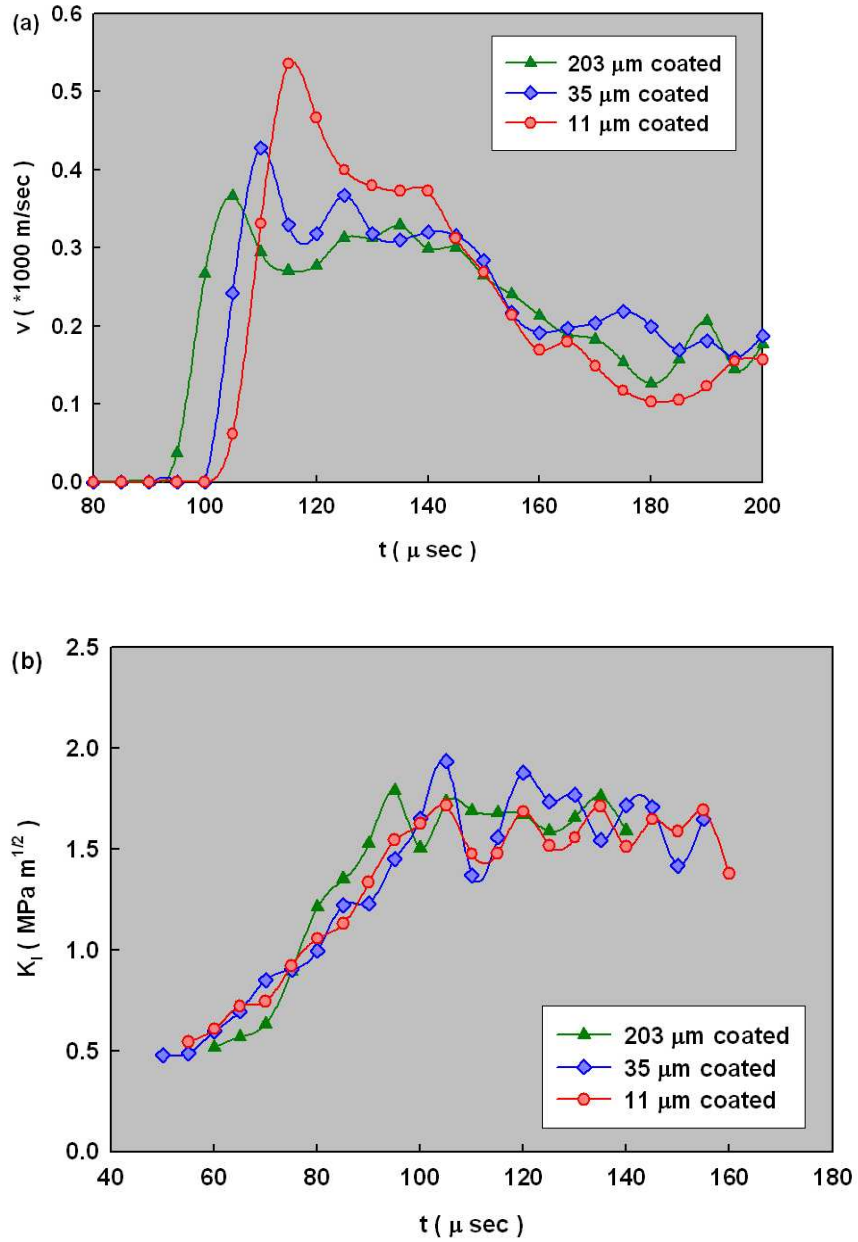 (a)
0.6
0.5
0.4
0.3
0.2
0.1
0.0
v ( *1000 m/sec)
203 μm coated
35 μm coated
11 μm coated
80 100 120 140 160 180 200
t ( μ sec )
(b)
2.5
2.0
1.5
1.0
0.5
0.0
K_I ( MPa m^1/2 )
203 μm coated
35 μm coated
11 μm coated
40 60 80 100 120 140 160 180
t ( μ sec )